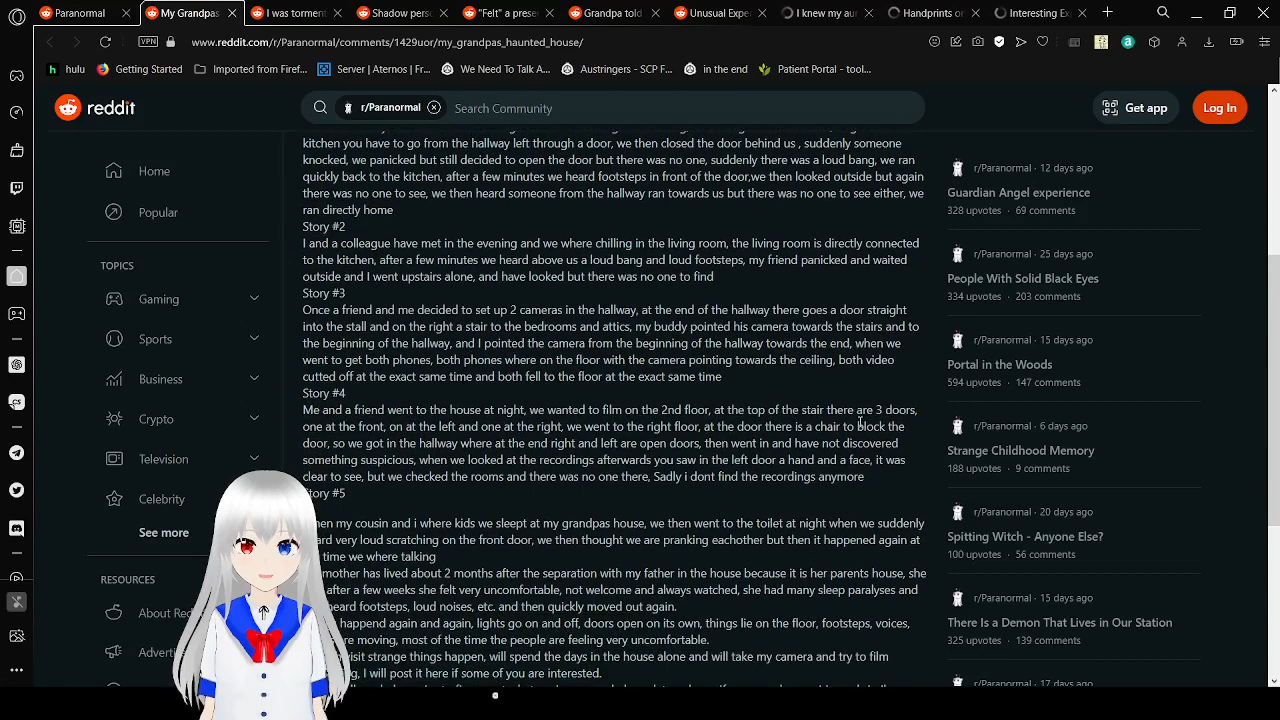 Paranormal
My Grandpas
I was torment
Shadow perso
"Felt" a prese
Grandpa told
Unusual Expe
I knew my aur
Handprints or
Interesting Ex
VPN
www.reddit.com/r/Paranormal/comments/1429uor/my_grandpas_haunted_house/
hulu
Getting Started
Imported from Firef...
Server | Aternos | Fr...
We Need To Talk A...
Austringers - SCP F...
in the end
Patient Portal - tool...
reddit
r/Paranormal
Search Community
Get app
Log In
Home
Popular
TOPICS
Gaming
Sports
Business
Crypto
Television
Celebrity
See more
RESOURCES
About Red
Adverti
kitchen you have to go from the hallway left through a door, we then closed the door behind us , suddenly someone
knocked, we panicked but still decided to open the door but there was no one, suddenly there was a loud bang, we ran
quickly back to the kitchen, after a few minutes we heard footsteps in front of the door,we then looked outside but again
there was no one to see, we then heard someone from the hallway ran towards us but there was no one to see either, we
ran directly home
Story #2
I and a colleague have met in the evening and we where chilling in the living room, the living room is directly connected
to the kitchen, after a few minutes we heard above us a loud bang and loud footsteps, my friend panicked and waited
outside and I went upstairs alone, and have looked but there was no one to find
Story #3
Once a friend and me decided to set up 2 cameras in the hallway, at the end of the hallway there goes a door straight
into the stall and on the right a stair to the bedrooms and attics, my buddy pointed his camera towards the stairs and to
the beginning of the hallway, and I pointed the camera from the beginning of the hallway towards the end, when we
went to get both phones, both phones where on the floor with the camera pointing towards the ceiling, both video
cutted off at the exact same time and both fell to the floor at the exact same time
Story #4
Me and a friend went to the house at night, we wanted to film on the 2nd floor, at the top of the stair there are 3 doors,
one at the front, on at the left and one at the right, we went to the right floor, at the door there is a chair to block the
door, so we got in the hallway where at the end right and left are open doors, then went in and have not discovered
something suspicious, when we looked at the recordings afterwards you saw in the left door a hand and a face, it was
clear to see, but we checked the rooms and there was no one there, Sadly i dont find the recordings anymore
Story #5
hen my cousin and i where kids we sleept at my grandpas house, we then went to the toilet at night when we suddenly
ard very loud scratching on the front door, we then thought we are pranking eachother but then it happened again at
time we where talking
mother has lived about 2 months after the separation with my father in the house because it is her parents house, she
after a few weeks she felt very uncomfortable, not welcome and always watched, she had many sleep paralyses and
heard footsteps, loud noises, etc. and then quickly moved out again.
happend again and again, lights go on and off, doors open on its own, things lie on the floor, footsteps, voices,
re moving, most of the time the people are feeling very uncomfortable.
visit strange things happen, will spend the days in the house alone and will take my camera and try to film
g, I will post it here if some of you are interested.
r/Paranormal · 12 days ago
Guardian Angel experience
328 upvotes · 69 comments
r/Paranormal · 25 days ago
People With Solid Black Eyes
334 upvotes · 203 comments
r/Paranormal · 15 days ago
Portal in the Woods
594 upvotes · 147 comments
r/Paranormal · 6 days ago
Strange Childhood Memory
188 upvotes · 9 comments
r/Paranormal · 20 days ago
Spitting Witch - Anyone Else?
100 upvotes · 56 comments
r/Paranormal · 15 days ago
There Is a Demon That Lives in Our Station
325 upvotes · 139 comments
r/Paranormal · 17 days ago